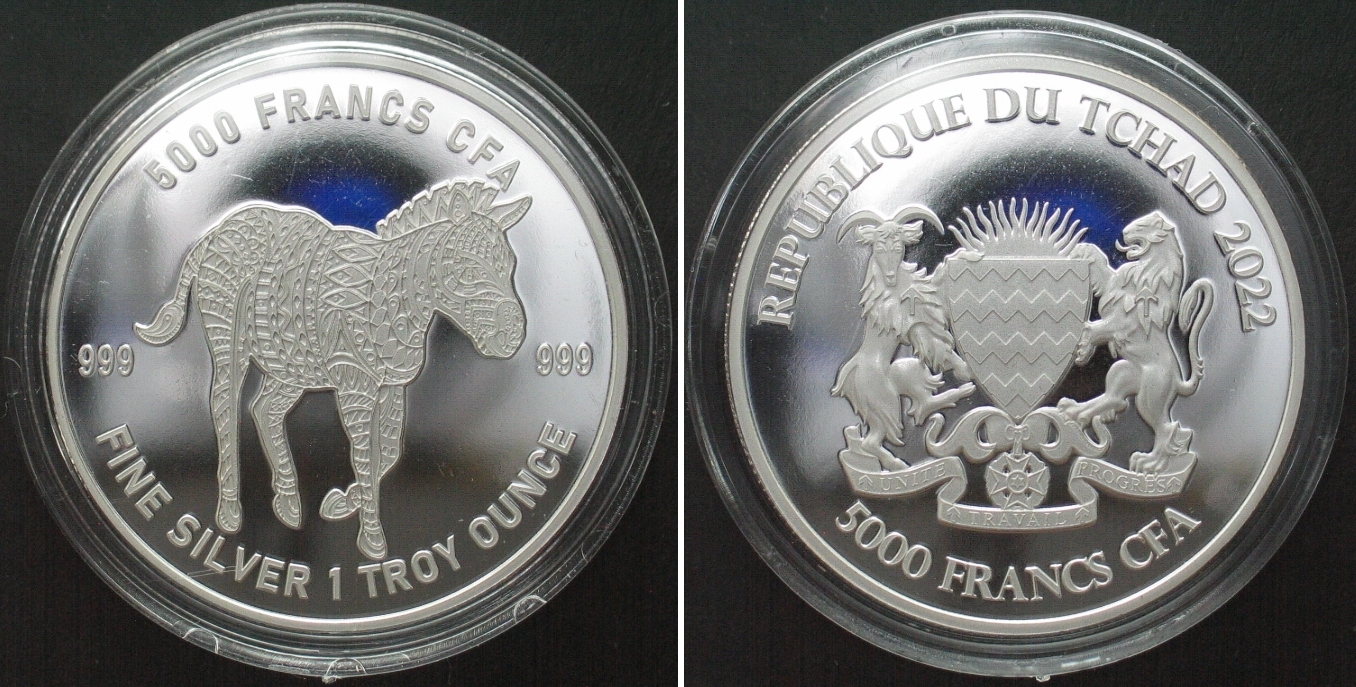 5000 FRANCS CFA
999
999
FINE SILVER 1 TROY OUNCE
REPUBLIQUE DU TCHAD 2022
UNITE
PROGRES
TRAVAIL
5000 FRANCS CFA